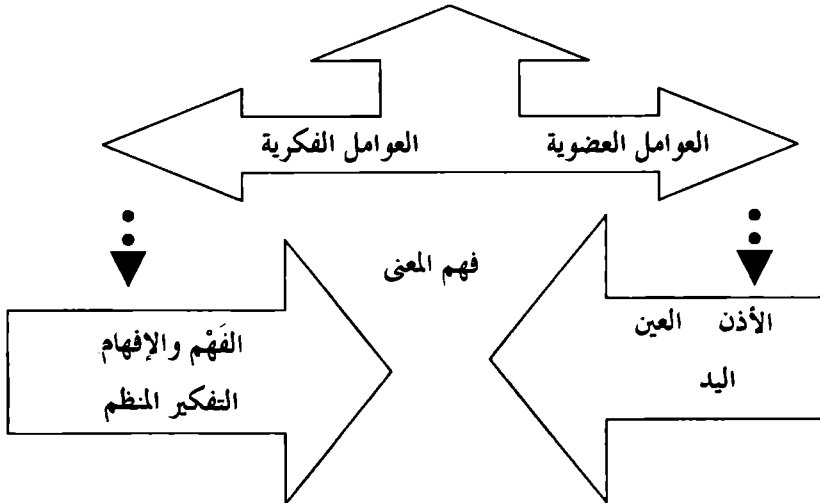 العوامل العضوية
العوامل الفكرية
فهم المعنى
الأذن العين
اليد
الفَهْم والإفهام
التفكير المنظم